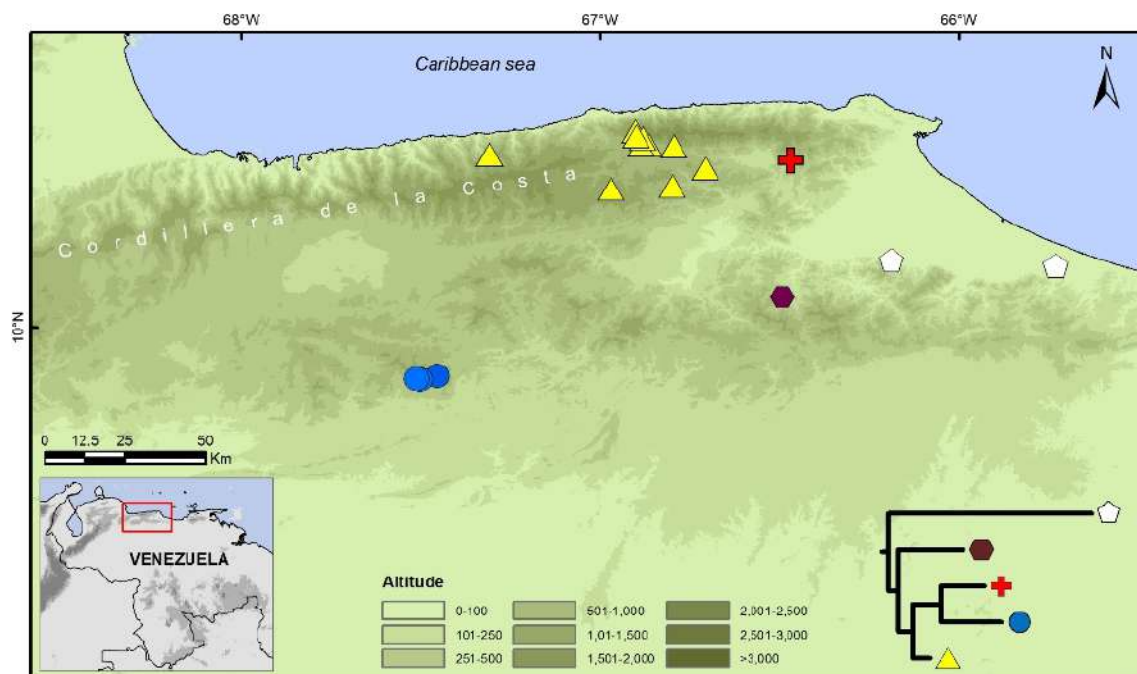 68°W 67°W 66°W
Caribbean sea
N
Cordillera de la Costa
10°N
0 12.5 25 50
Km
VENEZUELA
Altitude
0-100 501-1,000 2,001-2,500
101-250 1,01-1,500 2,501-3,000
251-500 1,501-2,000 >3,000